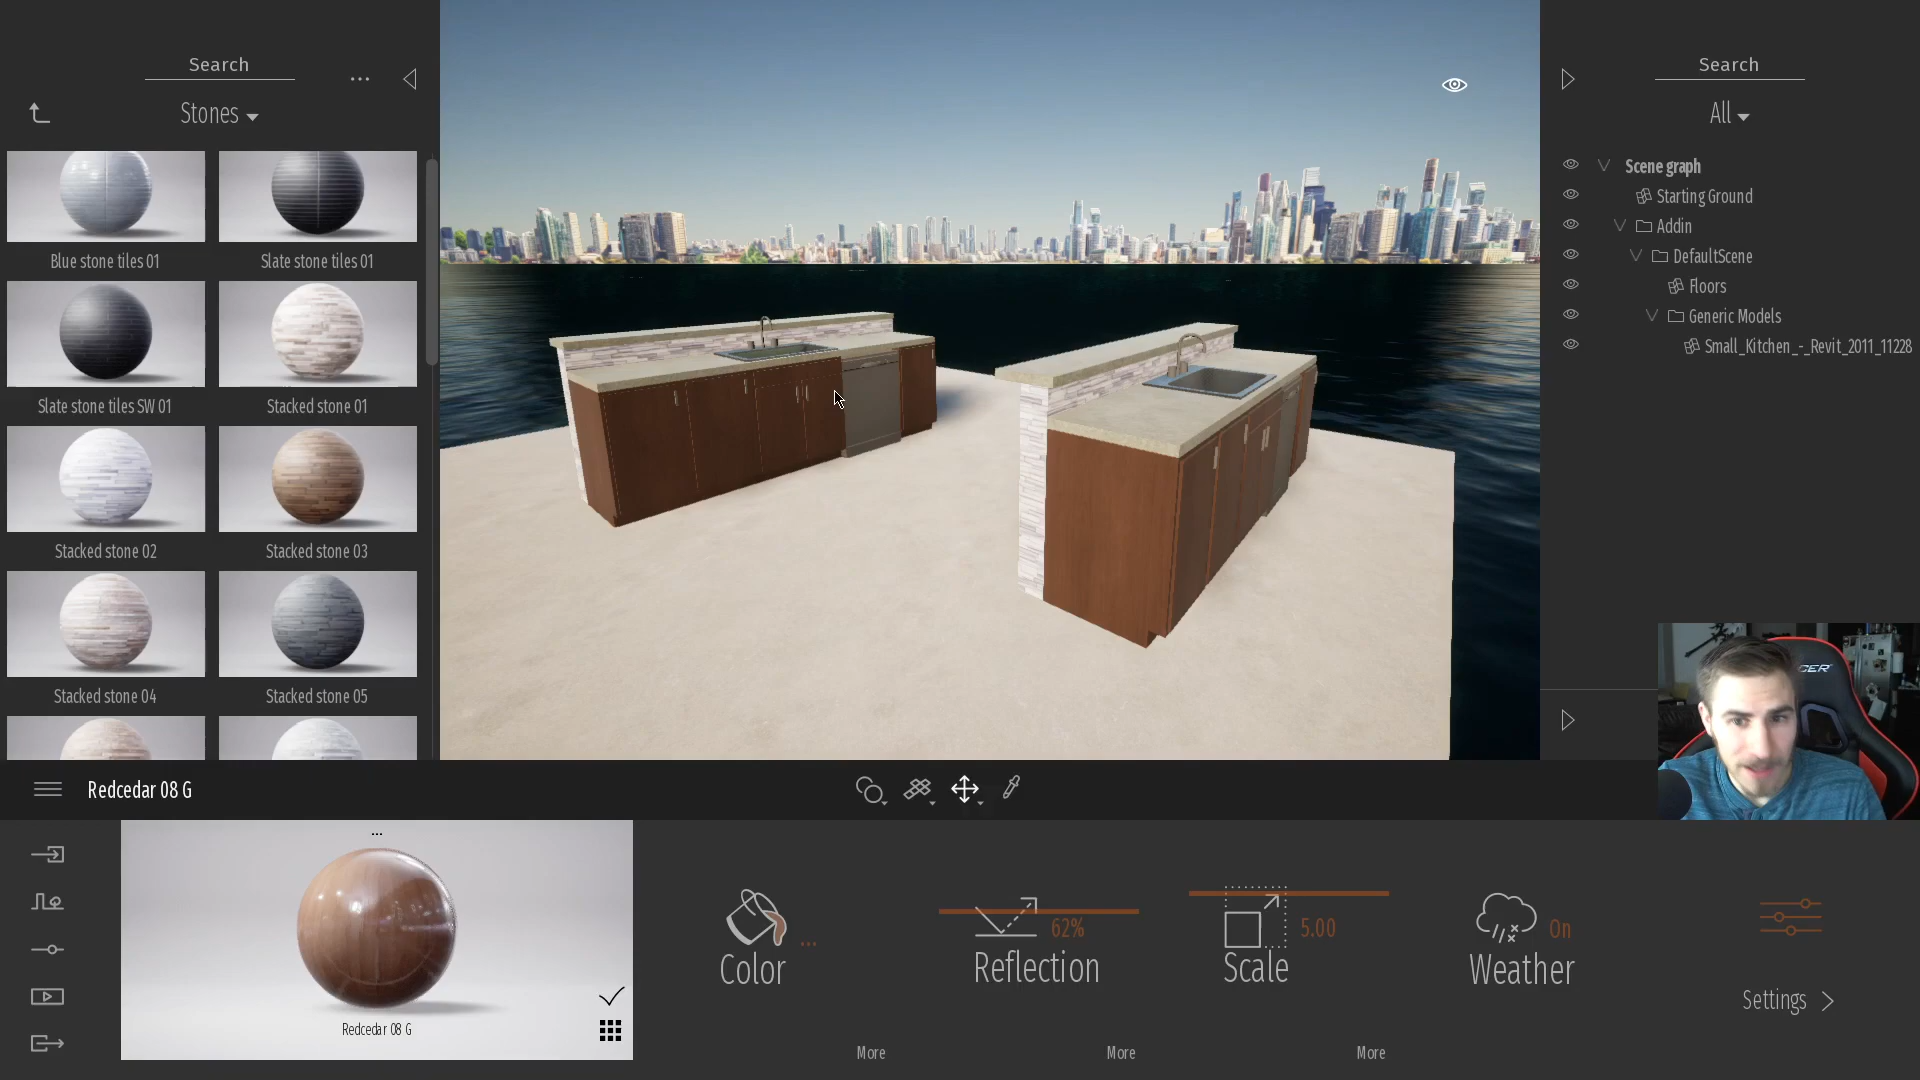 Search
...
Stones
Blue stone tiles 01
Slate stone tiles 01
Slate stone tiles SW 01
Stacked stone 01
Stacked stone 02
Stacked stone 03
Stacked stone 04
Stacked stone 05
Search
All
Scene graph
Starting Ground
Addin
DefaultScene
Floors
Generic Models
Small_Kitchen_-_Revit_2011_11228
CER
Redcedar 08 G
...
Redcedar 08 G
Color
...
More
62%
Reflection
More
5.00
Scale
More
On
Weather
Settings